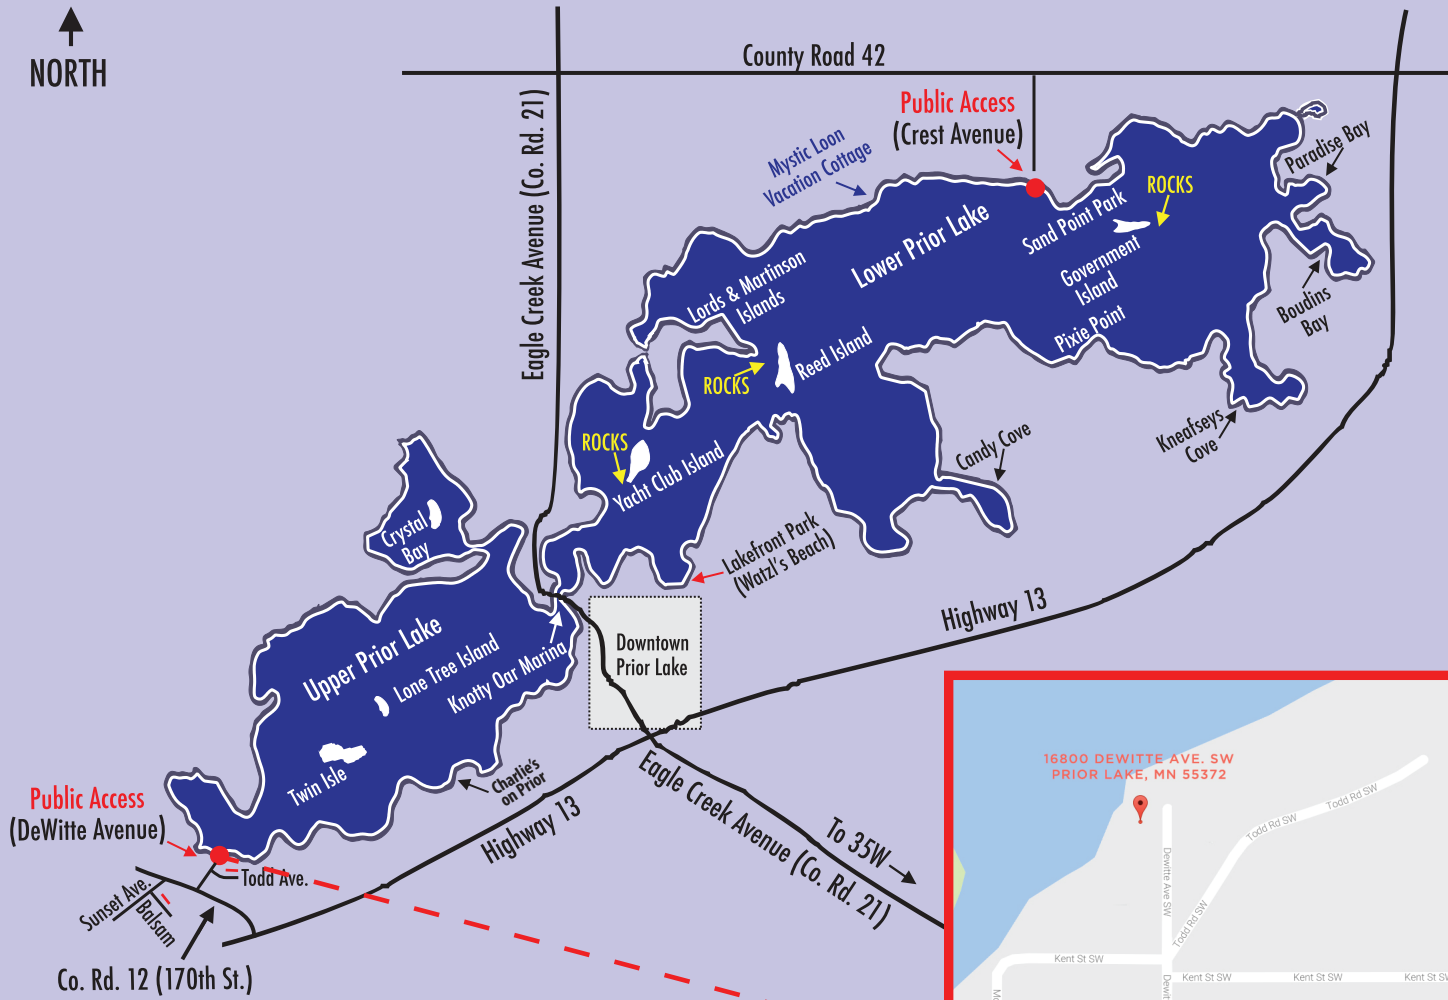 NORTH
County Road 42
Eagle Creek Avenue (Co. Rd. 21)
Public Access
(Crest Avenue)
Mystic Loon
Vacation Cottage
Paradise Bay
ROCKS
Sand Point Park
Lower Prior Lake
Government
Island
Lords & Martinson
Islands
Boudins
Bay
Pixie Point
Reed Island
ROCKS
Kneafseys
Cove
Candy Cove
ROCKS
Yacht Club Island
Crystal
Bay
Lakefront Park
(Watzl's Beach)
Highway 13
Downtown
Prior Lake
Upper Prior Lake
Lone Tree Island
Knotty Oar Marina
Twin Isle
Charlie's
on Prior
Public Access
(DeWitte Avenue)
Highway 13
Eagle Creek Avenue (Co. Rd. 21)
To 35W
Todd Ave.
Sunset Ave.
Balsam
Co. Rd. 12 (170th St.)
16800 DEWITTE AVE. SW
PRIOR LAKE, MN 55372
Todd Rd SW
Todd Rd SW
Dewitte Ave SW
Todd Rd SW
Kent St SW
Kent St SW
Kent St SW
Kent St SW